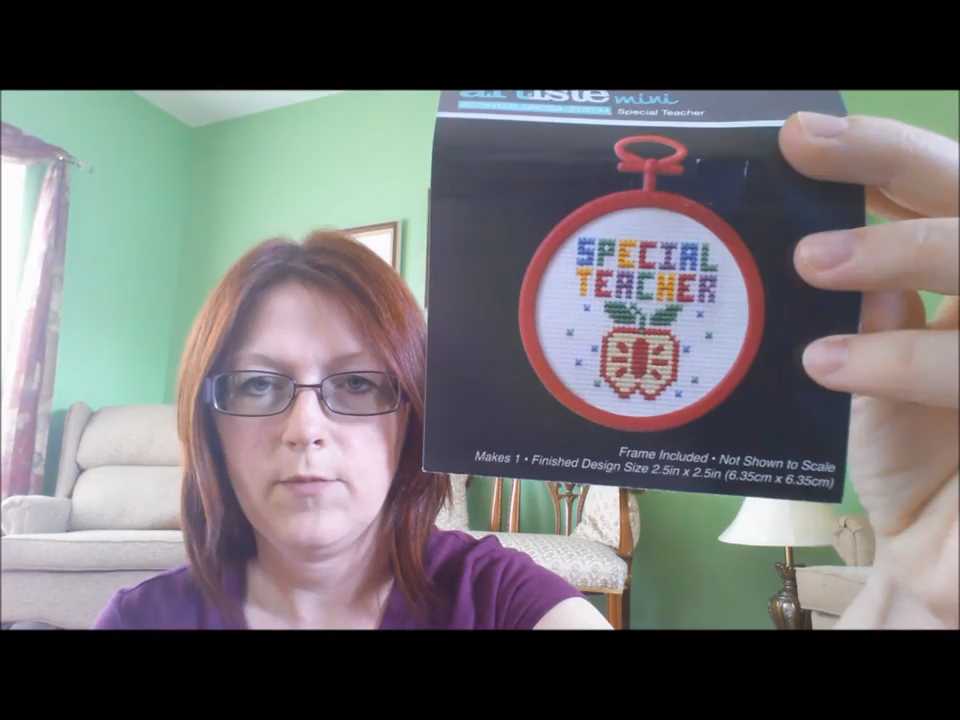 artiste mini
Special Teacher
SPECIAL
TEACHER
Frame Included • Not Shown to Scale
Makes 1 • Finished Design Size 2.5in x 2.5in (6.35cm x 6.35cm)